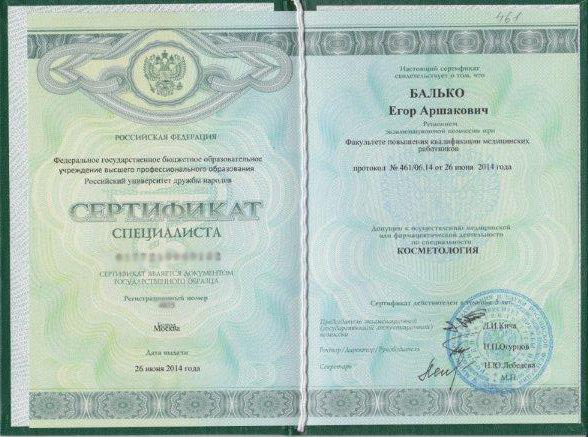 РОССИЙСКАЯ ФЕДЕРАЦИЯ
Федеральное государственное бюджетное образовательное
учреждение высшего профессионального образования
Российский университет дружбы народов
СЕРТИФИКАТ
СПЕЦИАЛИСТА
СЕРТИФИКАТ ЯВЛЯЕТСЯ ДОКУМЕНТОМ
ГОСУДАРСТВЕННОГО ОБРАЗЦА
Регистрационный номер
Москва
Дата выдачи
26 июня 2014 года
461
Настоящий сертификат
свидетельствует о том, что
БАЛЬКО
Егор Аршакович
Решением
экзаменационной комиссии при
Факультете повышения квалификации медицинских
работников
протокол № 461/06.14 от 26 июня 2014 года
Допущен к осуществлению медицинской
или фармацевтической деятельности
по специальности
КОСМЕТОЛОГИЯ
Сертификат действителен в течение 5 лет.
Председатель экзаменационной
(государственной аттестационной)
комиссии
Д.И.Кича
Ректор/Директор/Председатель
Н.П.Огурцов
Секретарь
Н.Ю.Лебедева
М.П.